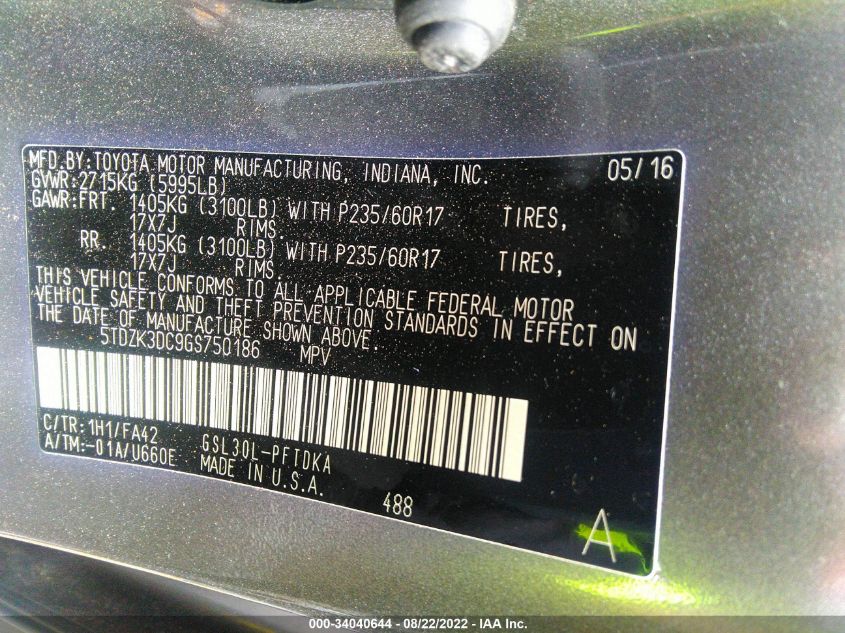 MFD.BY:TOYOTA MOTOR MANUFACTURING, INDIANA, INC. 05/16
GVWR:2715KG (5995LB)
GAWR:FRT. 1405KG (3100LB) WITH P235/60R17 TIRES,
17X7J RIMS.
RR. 1405KG (3100LB) WITH P235/60R17 TIRES,
17X7J RIMS.
THIS VEHICLE CONFORMS TO ALL APPLICABLE FEDERAL MOTOR
VEHICLE SAFETY AND THEFT PREVENTION STANDARDS IN EFFECT ON
THE DATE OF MANUFACTURE SHOWN ABOVE.
5TDZK3DC9GS750186 MPV
C/TR:1H1/FA42 GSL30L-PFTDKA
A/TM:-01A/U660E MADE IN U.S.A.
488
A
000-34040644 - 08/22/2022 - IAA Inc.